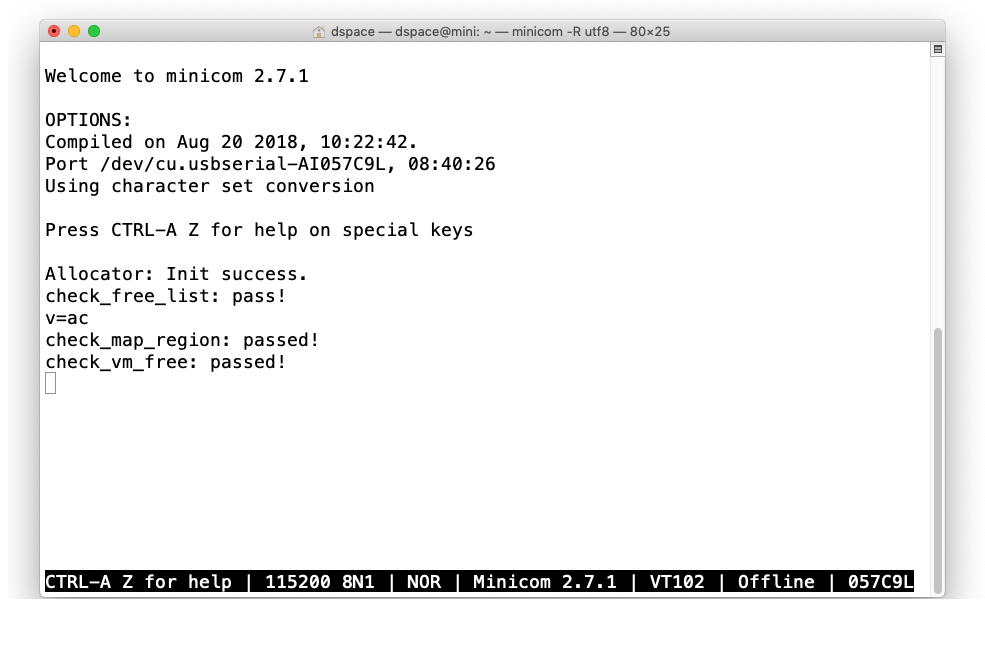 dspace — dspace@mini: ~ — minicom -R utf8 — 80×25
Welcome to minicom 2.7.1
OPTIONS:
Compiled on Aug 20 2018, 10:22:42.
Port /dev/cu.usbserial-AI057C9L, 08:40:26
Using character set conversion
Press CTRL-A Z for help on special keys
Allocator: Init success.
check_free_list: pass!
v=ac
check_map_region: passed!
check_vm_free: passed!
CTRL-A Z for help | 115200 8N1 | NOR | Minicom 2.7.1 | VT102 | Offline | 057C9L